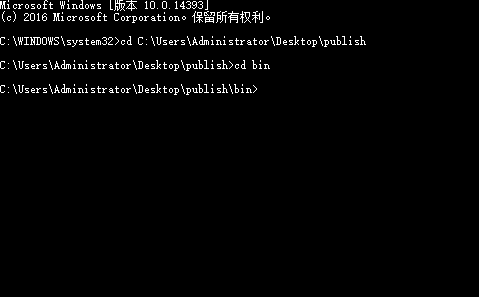 Microsoft Windows [版本 10.0.14393]
(c) 2016 Microsoft Corporation。保留所有权利。
C:\WINDOWS\system32>cd C:\Users\Administrator\Desktop\publish
C:\Users\Administrator\Desktop\publish>cd bin
C:\Users\Administrator\Desktop\publish\bin>